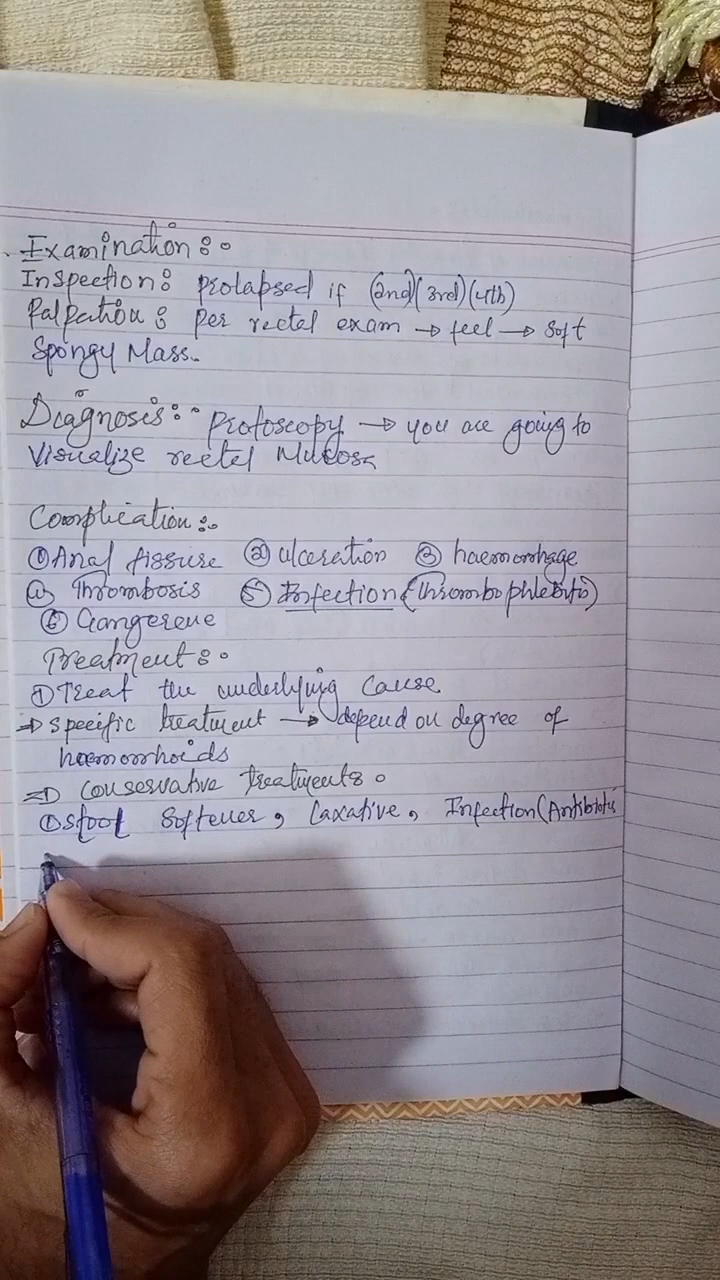 Examination:
Inspection: prolapsed if (2nd)(3rd)(4th)
Palpation: per rectal exam → feel → soft
Spongy Mass.
Diagnosis: Protoscopy → you are going to
Visualize rectal Mucosa
Complication:
① Anal fissure ② ulceration ③ haemorrhage
④ Thrombosis ⑤ Infection (thrombophlebitis)
⑥ Gangerene
Treatment:
① Treat the underlying cause
⇒ Specific treatment → depend on degree of
haemorrhoids
⇒ Conservative treatment:
① Stool Softener, laxative, Infection (Antibiotic